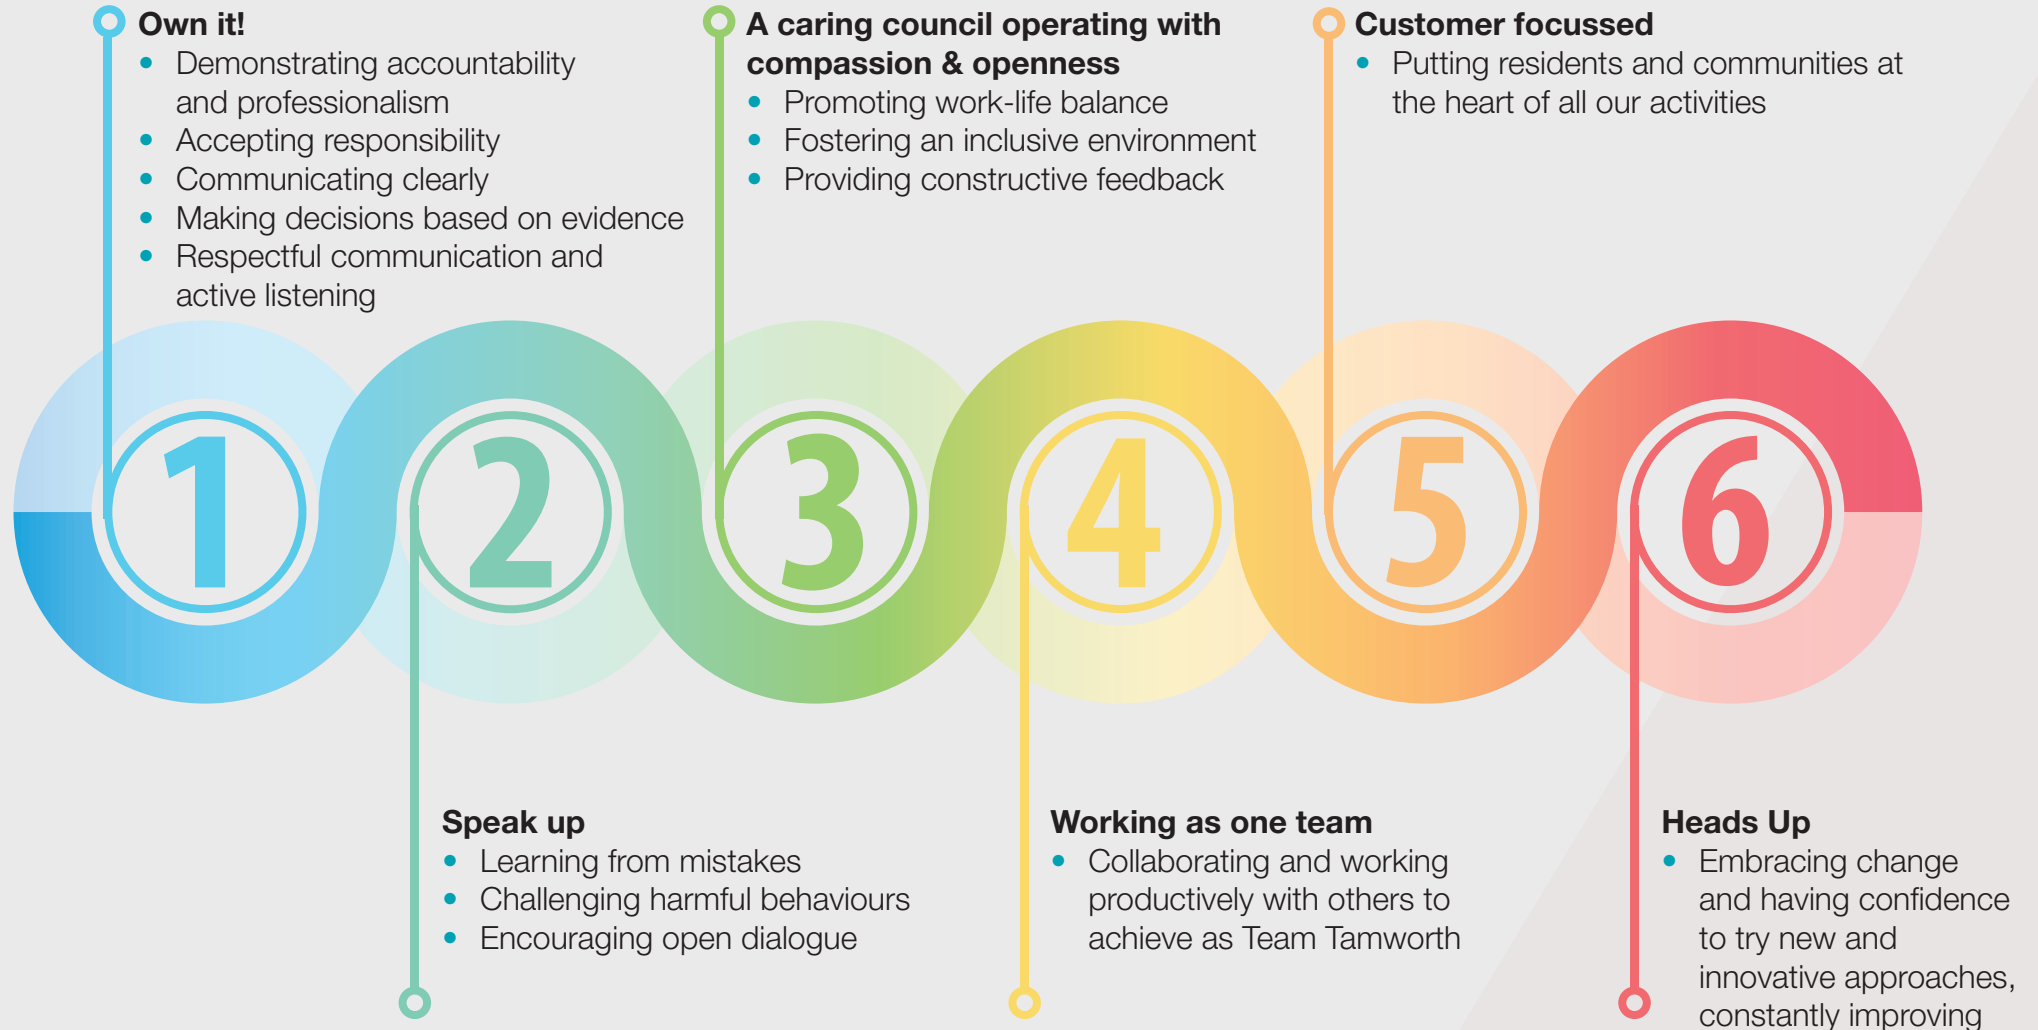 Own it!
• Demonstrating accountability
and professionalism
• Accepting responsibility
• Communicating clearly
• Making decisions based on evidence
• Respectful communication and
active listening
A caring council operating with
compassion & openness
• Promoting work-life balance
• Fostering an inclusive environment
• Providing constructive feedback
Customer focussed
• Putting residents and communities at
the heart of all our activities
1
2
3
4
5
6
Speak up
• Learning from mistakes
• Challenging harmful behaviours
• Encouraging open dialogue
Working as one team
• Collaborating and working
productively with others to
achieve as Team Tamworth
Heads Up
• Embracing change
and having confidence
to try new and
innovative approaches,
constantly improving